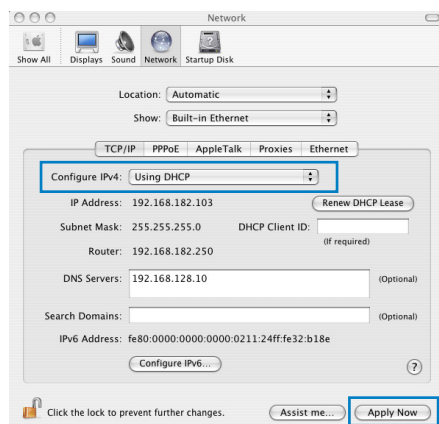 Network
Show All Displays Sound Network Startup Disk
Location: Automatic
Show: Built-in Ethernet
TCP/IP PPPoE AppleTalk Proxies Ethernet
Configure IPv4: Using DHCP
IP Address: 192.168.182.103 Renew DHCP Lease
Subnet Mask: 255.255.255.0 DHCP Client ID:
(If required)
Router: 192.168.182.250
DNS Servers: 192.168.128.10 (Optional)
Search Domains: (Optional)
IPv6 Address: fe80:0000:0000:0000:0211:24ff:fe32:b18e
Configure IPv6... ?
Click the lock to prevent further changes. Assist me... Apply Now